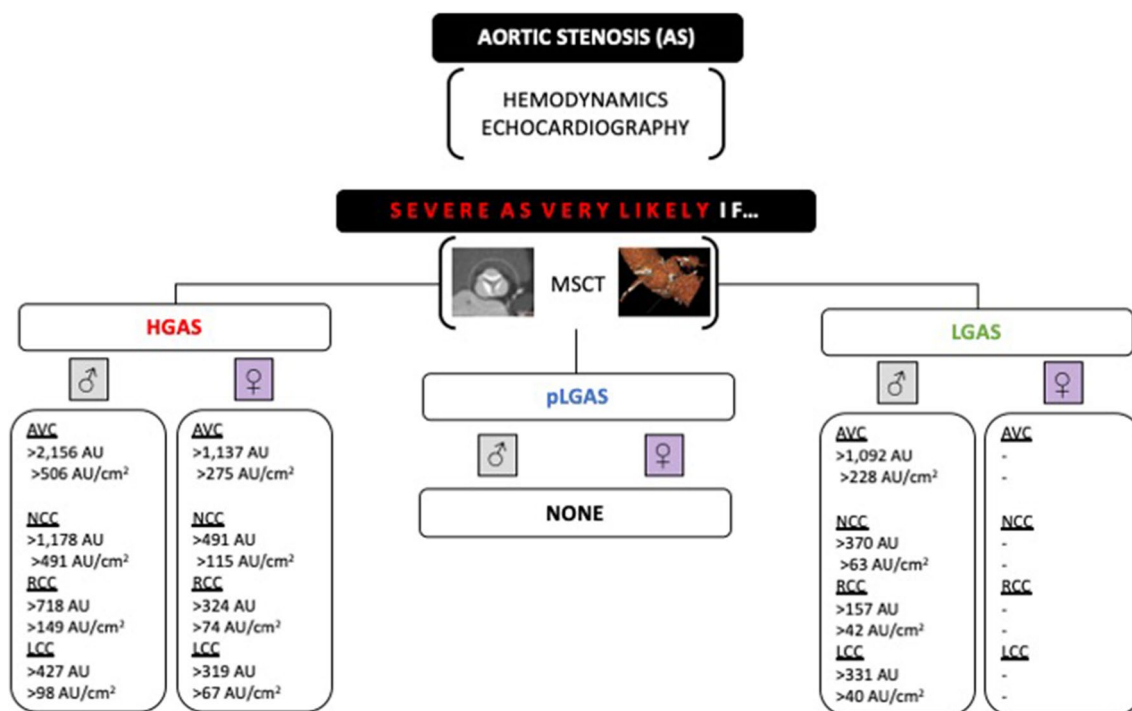 AORTIC STENOSIS (AS)
HEMODYNAMICS
ECHOCARDIOGRAPHY
SEVERE AS VERY LIKELY IF...
MSCT
HGAS
♂
♀
AVC
>2,156 AU
>506 AU/cm²
NCC
>1,178 AU
>491 AU/cm²
RCC
>718 AU
>149 AU/cm²
LCC
>427 AU
>98 AU/cm²
AVC
>1,137 AU
>275 AU/cm²
NCC
>491 AU
>115 AU/cm²
RCC
>324 AU
>74 AU/cm²
LCC
>319 AU
>67 AU/cm²
pLGAS
♂
♀
NONE
LGAS
♂
♀
AVC
>1,092 AU
>228 AU/cm²
NCC
>370 AU
>63 AU/cm²
RCC
>157 AU
>42 AU/cm²
LCC
>331 AU
>40 AU/cm²
AVC
-
-
NCC
-
-
RCC
-
-
LCC
-
-